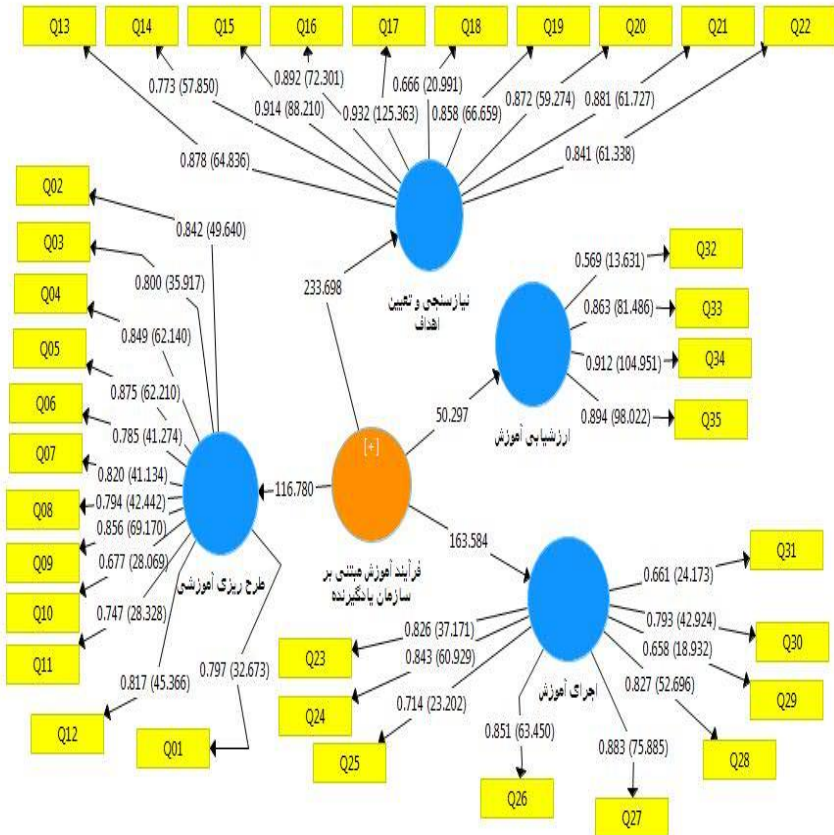 Q13 Q14 Q15 Q16 Q17 Q18 Q19 Q20 Q21 Q22
0.878 (64.836)
0.773 (57.850)
0.914 (88.210)
0.892 (72.301)
0.932 (125.363)
0.666 (20.991)
0.858 (66.659)
0.872 (59.274)
0.881 (61.727)
0.841 (61.338)
نیازسنجی و تعیین
اهداف
233.698
Q02
Q03
Q04
Q05
Q06
Q07
Q08
Q09
Q10
Q11
Q12
Q01
0.842 (49.640)
0.800 (35.917)
0.849 (62.140)
0.875 (62.210)
0.785 (41.274)
0.820 (41.134)
0.794 (42.442)
0.856 (69.170)
0.677 (28.069)
0.747 (28.328)
0.817 (45.366)
0.797 (32.673)
طرح ریزی آموزشی
116.780
[+]
فرآیند آموزش مبتنی بر
سازمان یادگیرنده
50.297
ارزشیابی آموزش
0.569 (13.631)
0.863 (81.486)
0.912 (104.951)
0.894 (98.022)
Q32
Q33
Q34
Q35
163.584
اجرای آموزش
0.826 (37.171)
0.843 (60.929)
0.714 (23.202)
0.851 (63.450)
0.883 (75.885)
0.827 (52.696)
0.658 (18.932)
0.793 (42.924)
0.661 (24.173)
Q23
Q24
Q25
Q26
Q27
Q28
Q29
Q30
Q31